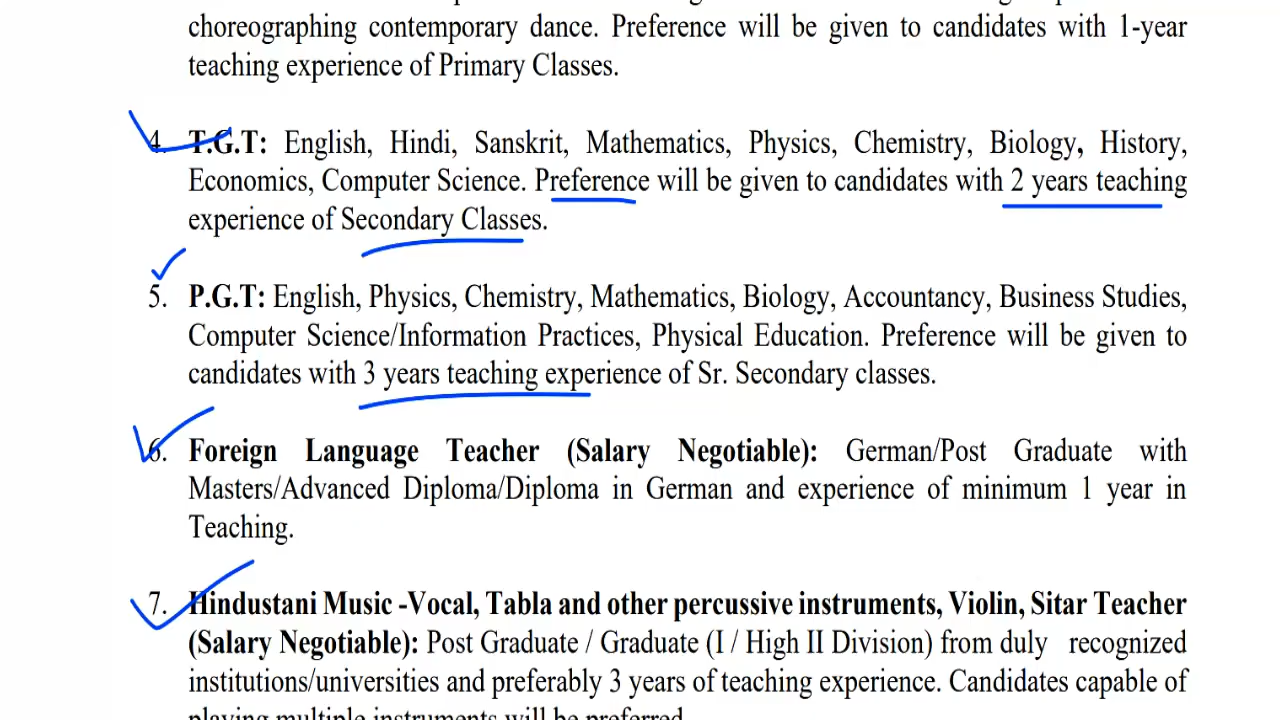 choreographing contemporary dance. Preference will be given to candidates with 1-year
teaching experience of Primary Classes.
4. T.G.T: English, Hindi, Sanskrit, Mathematics, Physics, Chemistry, Biology, History,
Economics, Computer Science. Preference will be given to candidates with 2 years teaching
experience of Secondary Classes.
5. P.G.T: English, Physics, Chemistry, Mathematics, Biology, Accountancy, Business Studies,
Computer Science/Information Practices, Physical Education. Preference will be given to
candidates with 3 years teaching experience of Sr. Secondary classes.
6. Foreign Language Teacher (Salary Negotiable): German/Post Graduate with
Masters/Advanced Diploma/Diploma in German and experience of minimum 1 year in
Teaching.
7. Hindustani Music -Vocal, Tabla and other percussive instruments, Violin, Sitar Teacher
(Salary Negotiable): Post Graduate / Graduate (I / High II Division) from duly recognized
institutions/universities and preferably 3 years of teaching experience. Candidates capable of
playing multiple instruments will be preferred